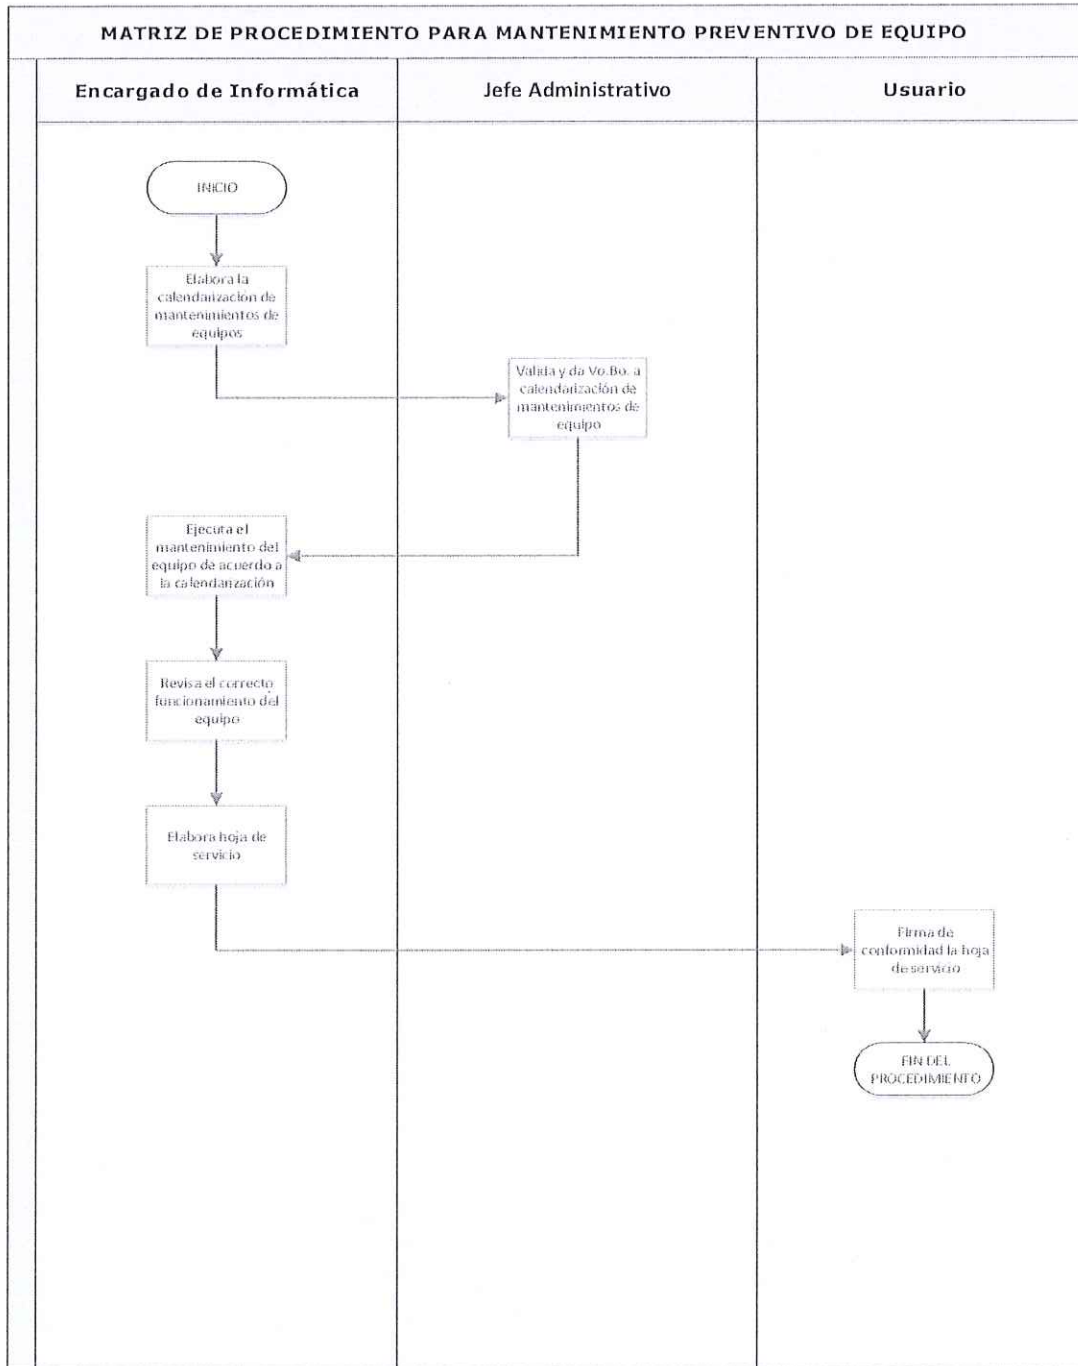 MATRIZ DE PROCEDIMIENTO PARA MANTENIMIENTO PREVENTIVO DE EQUIPO
Encargado de Informática
Jefe Administrativo
Usuario
INICIO
Elabora la
calendarización de
mantenimientos de
equipos
Valida y da Vo.Bo. a
calendarización de
mantenimientos de
equipo
Ejecuta el
mantenimiento del
equipo de acuerdo a
la calendarización
Revisa el correcto
funcionamiento del
equipo
Elabora hoja de
servicio
Firma de
conformidad la hoja
de servicio
FIN DEL
PROCEDIMIENTO